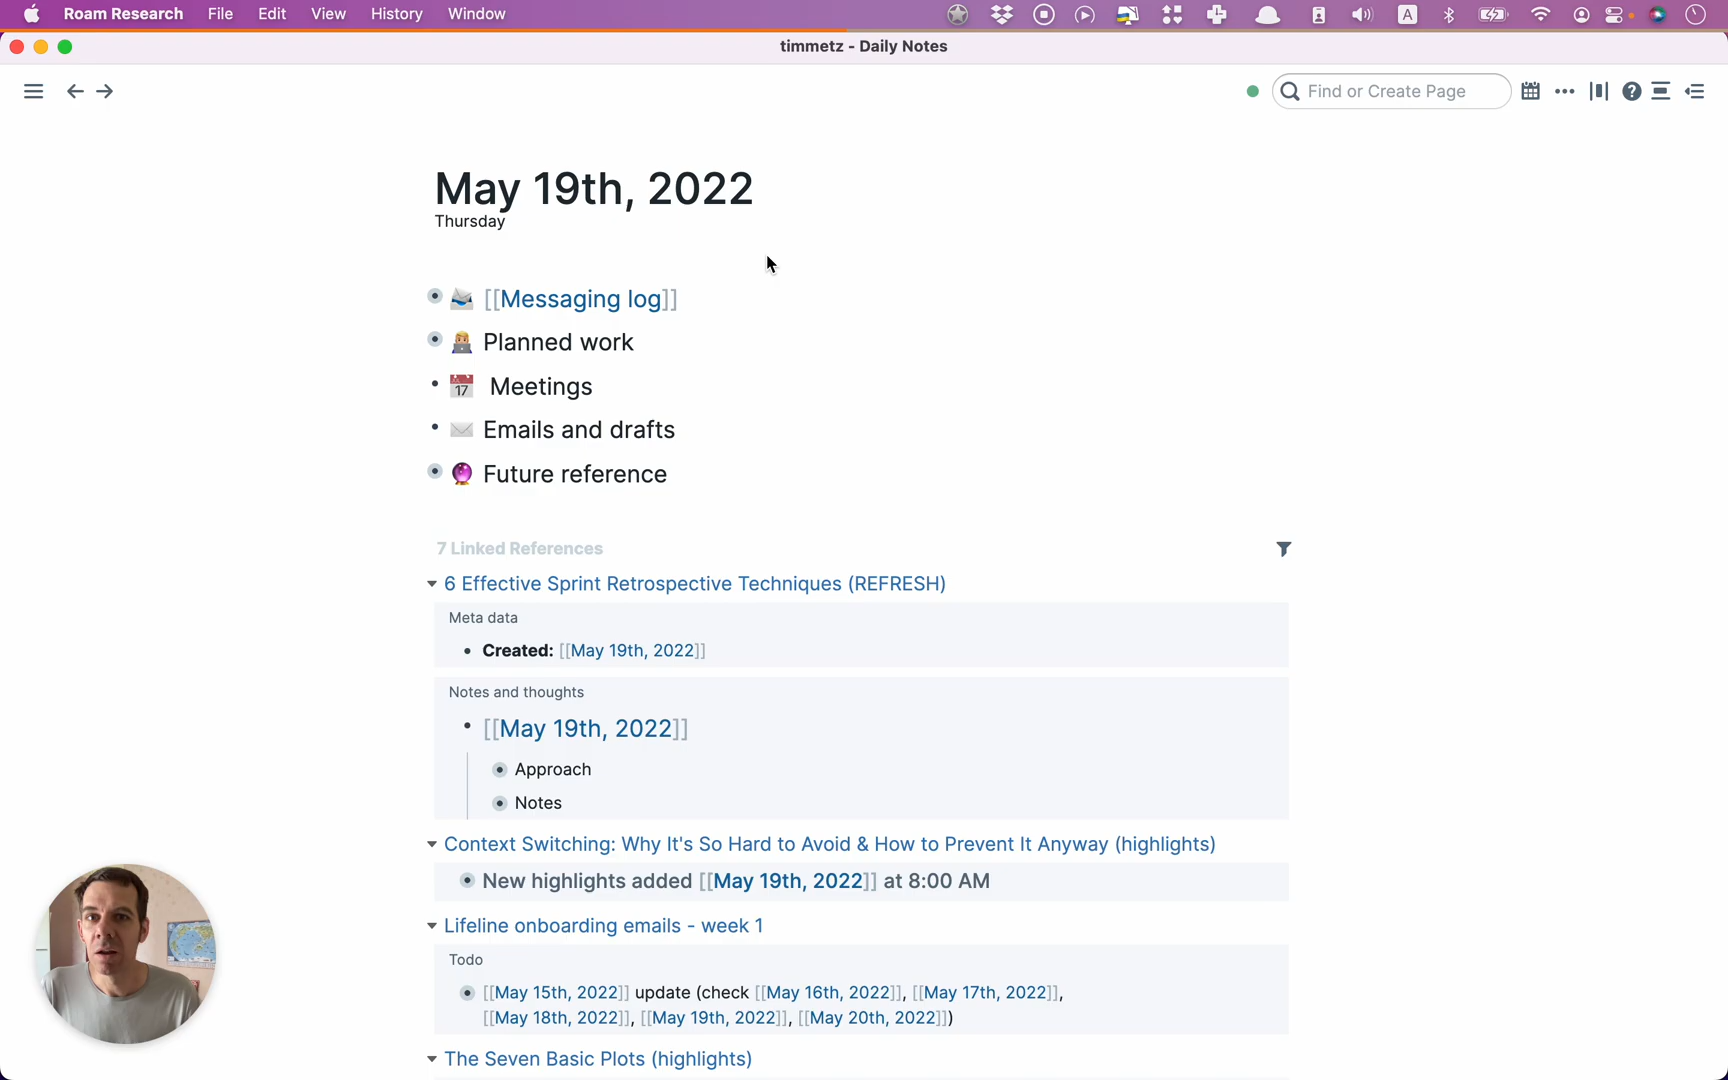 Roam Research File Edit View History Window
A
timmetz - Daily Notes
Find or Create Page
May 19th, 2022
Thursday
[[Messaging log]]
Planned work
17 Meetings
Emails and drafts
Future reference
7 Linked References
6 Effective Sprint Retrospective Techniques (REFRESH)
Meta data
Created: [[May 19th, 2022]]
Notes and thoughts
[[May 19th, 2022]]
Approach
Notes
Context Switching: Why It's So Hard to Avoid & How to Prevent It Anyway (highlights)
New highlights added [[May 19th, 2022]] at 8:00 AM
Lifeline onboarding emails - week 1
Todo
[[May 15th, 2022]] update (check [[May 16th, 2022]], [[May 17th, 2022]],
[[May 18th, 2022]], [[May 19th, 2022]], [[May 20th, 2022]])
The Seven Basic Plots (highlights)